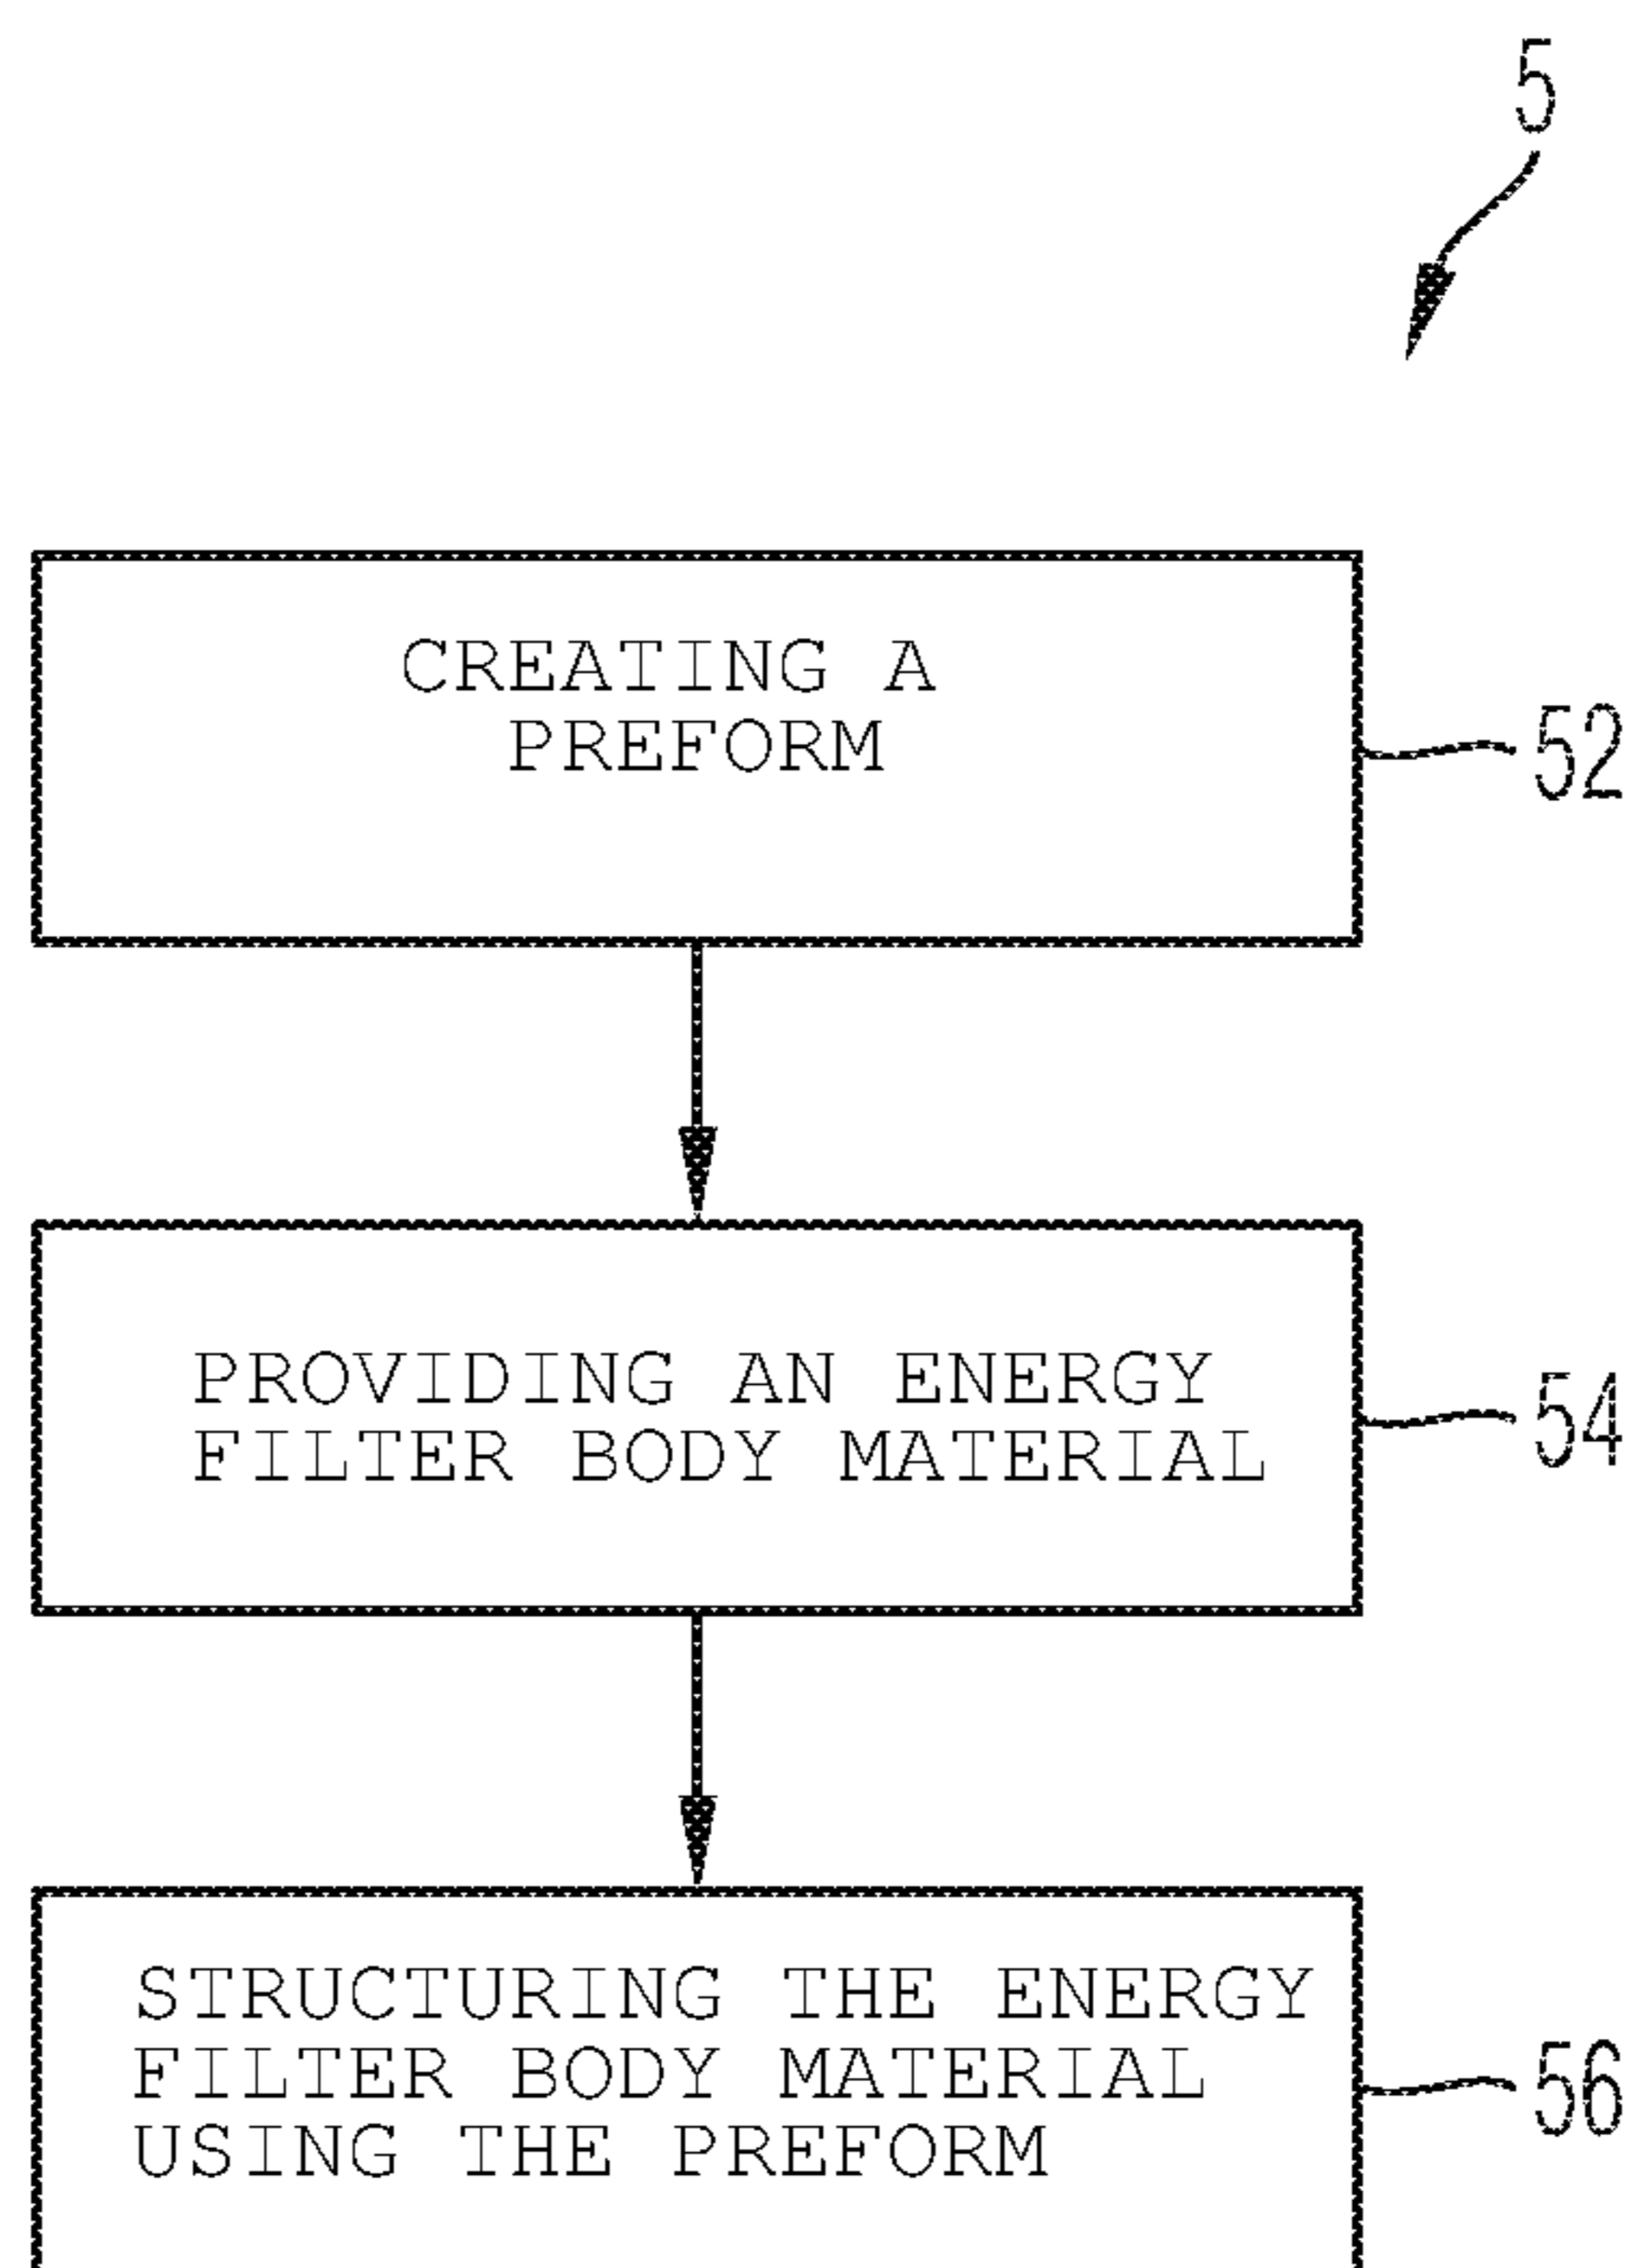 5
CREATING A
PREFORM
52
PROVIDING AN ENERGY
FILTER BODY MATERIAL
54
STRUCTURING THE ENERGY
FILTER BODY MATERIAL
USING THE PREFORM
56